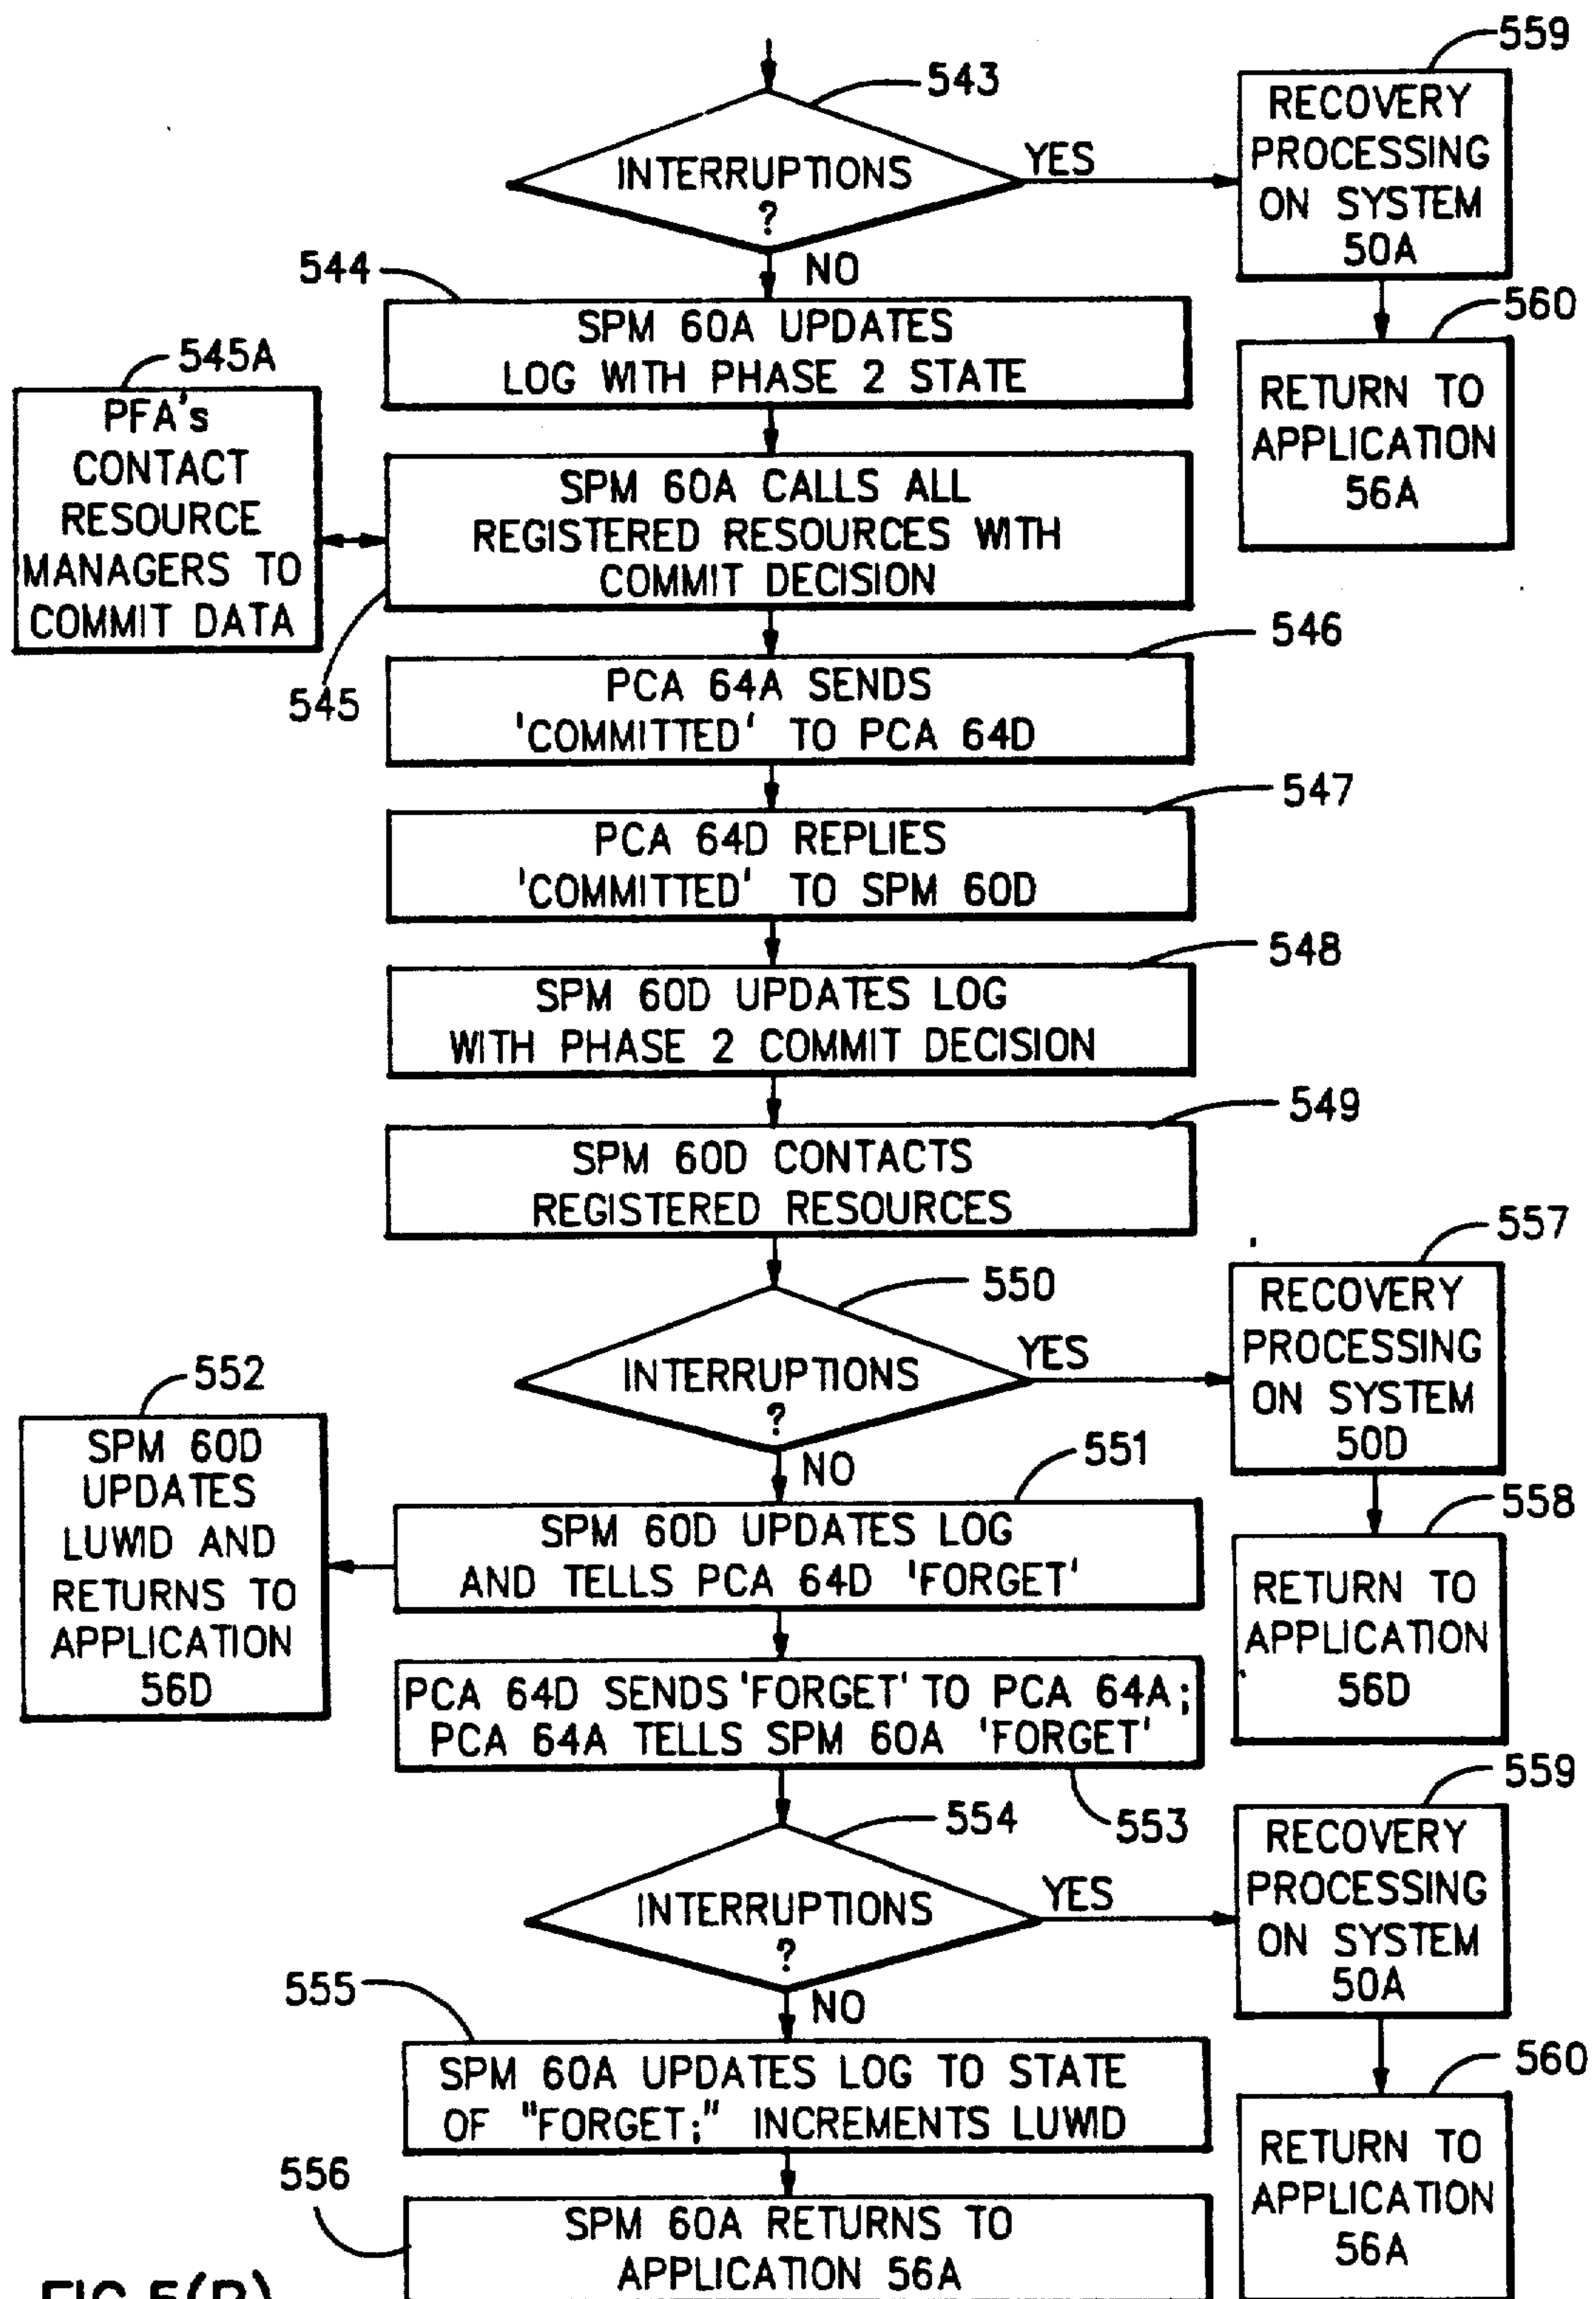 543
INTERRUPTIONS
?
YES
NO
559
RECOVERY
PROCESSING
ON SYSTEM
50A
560
RETURN TO
APPLICATION
56A
544
SPM 60A UPDATES
LOG WITH PHASE 2 STATE
545A
PFA's
CONTACT
RESOURCE
MANAGERS TO
COMMIT DATA
545
SPM 60A CALLS ALL
REGISTERED RESOURCES WITH
COMMIT DECISION
546
PCA 64A SENDS
'COMMITTED' TO PCA 64D
547
PCA 64D REPLIES
'COMMITTED' TO SPM 60D
548
SPM 60D UPDATES LOG
WITH PHASE 2 COMMIT DECISION
549
SPM 60D CONTACTS
REGISTERED RESOURCES
550
INTERRUPTIONS
?
YES
NO
557
RECOVERY
PROCESSING
ON SYSTEM
50D
558
RETURN TO
APPLICATION
56D
551
SPM 60D UPDATES LOG
AND TELLS PCA 64D 'FORGET'
552
SPM 60D
UPDATES
LUWID AND
RETURNS TO
APPLICATION
56D
PCA 64D SENDS 'FORGET' TO PCA 64A;
PCA 64A TELLS SPM 60A 'FORGET'
553
554
INTERRUPTIONS
?
YES
NO
559
RECOVERY
PROCESSING
ON SYSTEM
50A
560
RETURN TO
APPLICATION
56A
555
SPM 60A UPDATES LOG TO STATE
OF "FORGET;" INCREMENTS LUWID
556
SPM 60A RETURNS TO
APPLICATION 56A